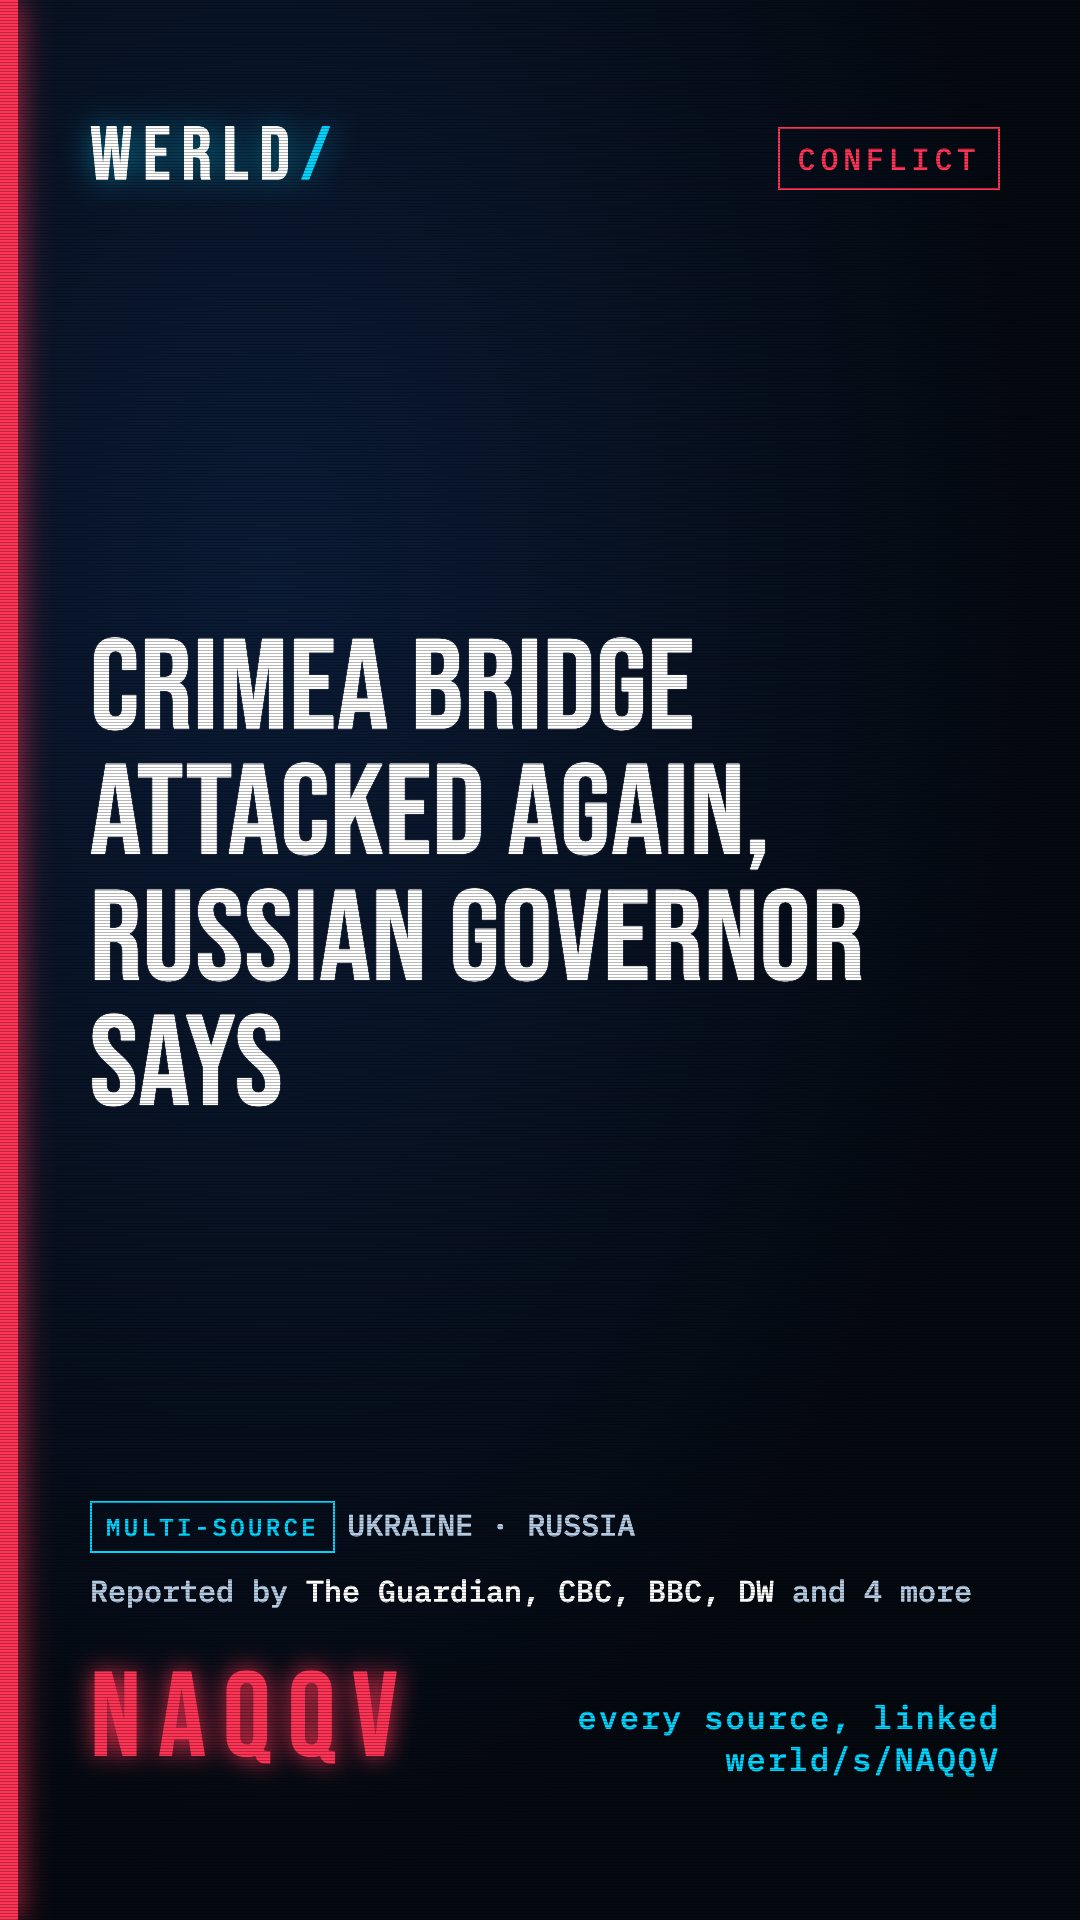 WERLD/
CONFLICT
CRIMEA BRIDGE
ATTACKED AGAIN,
RUSSIAN GOVERNOR
SAYS
MULTI-SOURCE UKRAINE · RUSSIA
Reported by The Guardian, CBC, BBC, DW and 4 more
NAQQV
every source, linked
werld/s/NAQQV